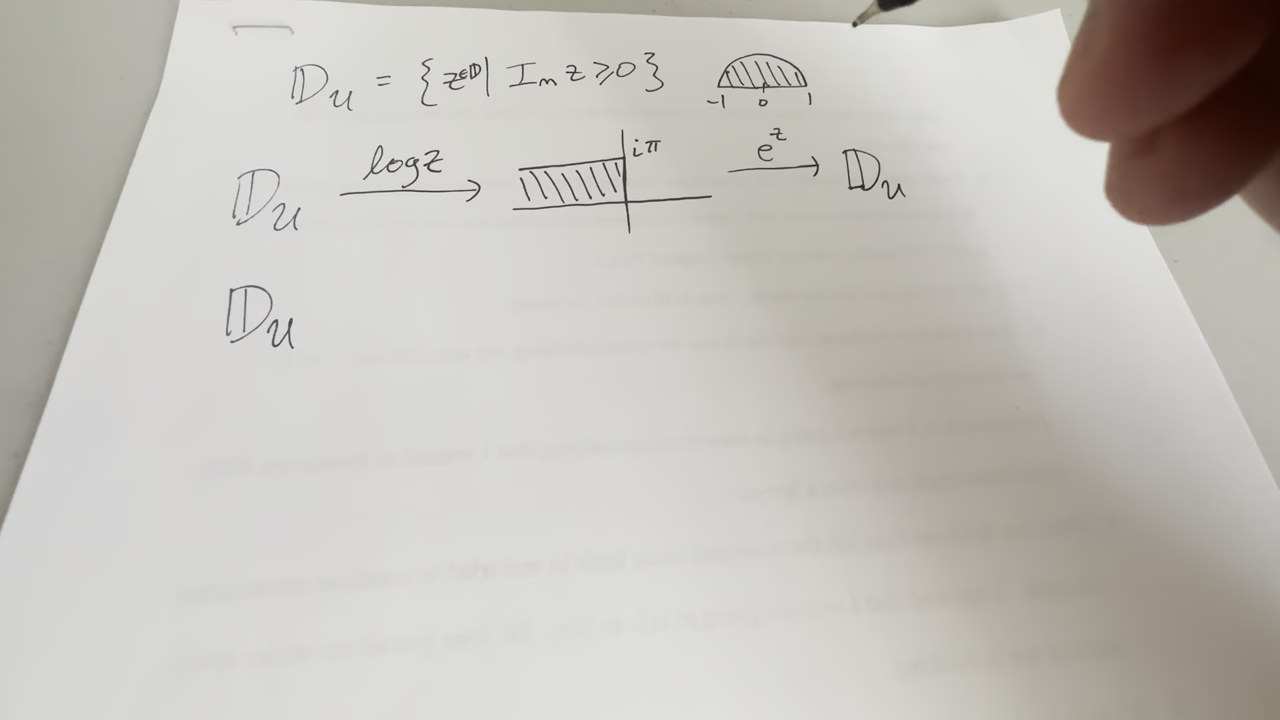 𝔻_u = {z∈𝔻| Im z ⩾ 0} -1 0 1
𝔻_u log z → iπ e^z → 𝔻_u
𝔻_u